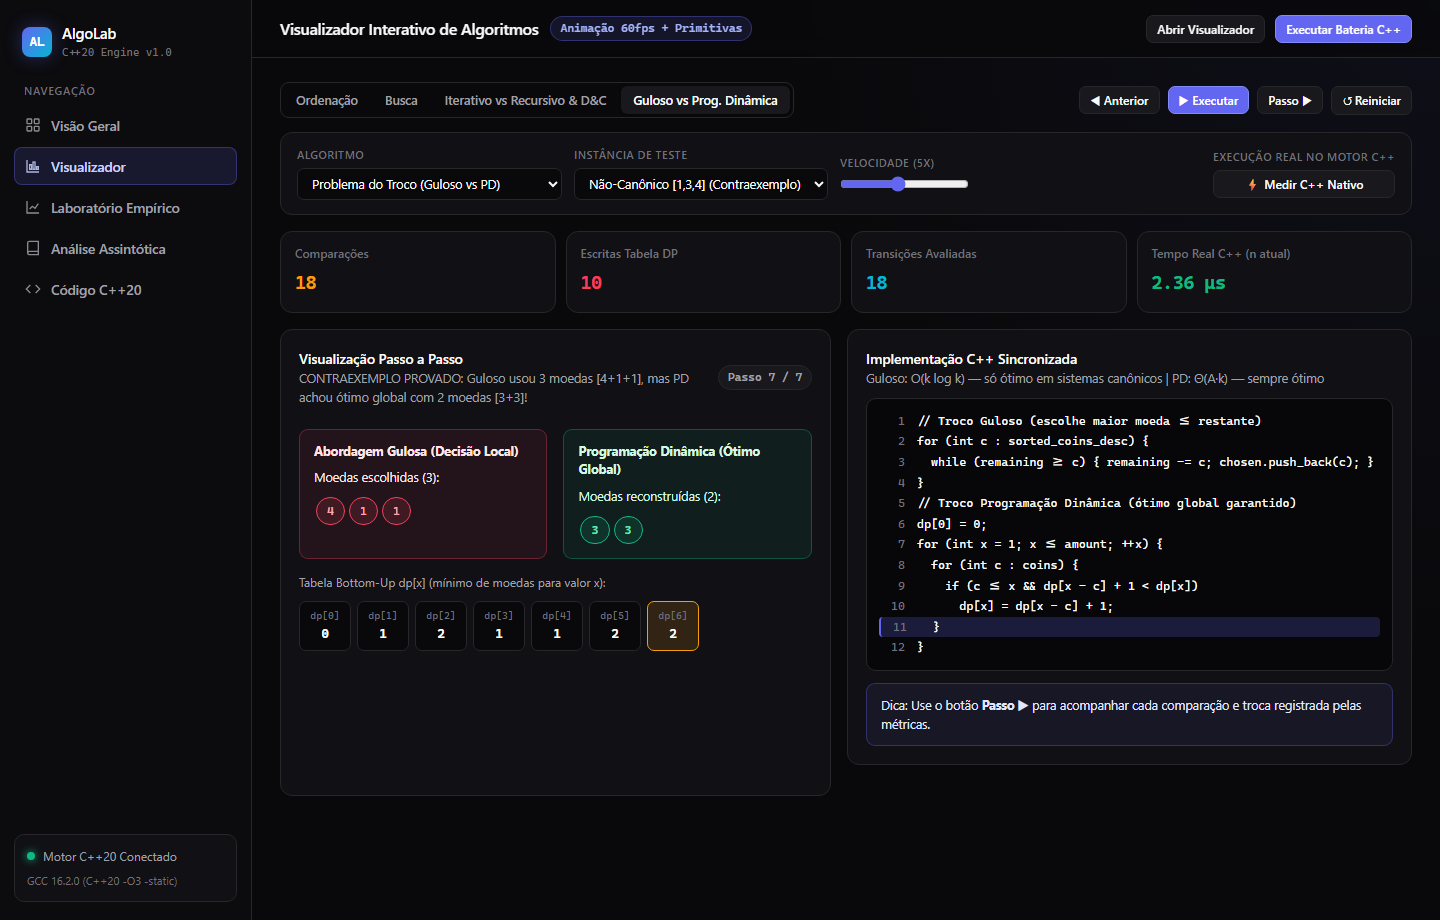 AL
AlgoLab
C++20 Engine v1.0
NAVEGAÇÃO
Visão Geral
Visualizador
Laboratório Empírico
Análise Assintótica
Código C++20
Motor C++20 Conectado
GCC 16.2.0 (C++20 -O3 -static)
Visualizador Interativo de Algoritmos
Animação 60fps + Primitivas
Abrir Visualizador
Executar Bateria C++
Ordenação
Busca
Iterativo vs Recursivo & D&C
Guloso vs Prog. Dinâmica
◀ Anterior
▶ Executar
Passo ▶
↺ Reiniciar
ALGORITMO
Problema do Troco (Guloso vs PD)
INSTÂNCIA DE TESTE
Não-Canônico [1,3,4] (Contraexemplo)
VELOCIDADE (5X)
EXECUÇÃO REAL NO MOTOR C++
⚡ Medir C++ Nativo
Comparações
18
Escritas Tabela DP
10
Transições Avaliadas
18
Tempo Real C++ (n atual)
2.36 µs
Visualização Passo a Passo
CONTRAEXEMPLO PROVADO: Guloso usou 3 moedas [4+1+1], mas PD
achou ótimo global com 2 moedas [3+3]!
Passo 7 / 7
Abordagem Gulosa (Decisão Local)
Moedas escolhidas (3):
4 1 1
Programação Dinâmica (Ótimo
Global)
Moedas reconstruídas (2):
3 3
Tabela Bottom-Up dp[x] (mínimo de moedas para valor x):
dp[0] dp[1] dp[2] dp[3] dp[4] dp[5] dp[6]
0 1 2 1 1 2 2
Implementação C++ Sincronizada
Guloso: O(k log k) — só ótimo em sistemas canônicos | PD: Θ(A·k) — sempre ótimo
1 // Troco Guloso (escolhe maior moeda ≤ restante)
2 for (int c : sorted_coins_desc) {
3   while (remaining >= c) { remaining -= c; chosen.push_back(c); }
4 }
5 // Troco Programação Dinâmica (ótimo global garantido)
6 dp[0] = 0;
7 for (int x = 1; x <= amount; ++x) {
8   for (int c : coins) {
9     if (c <= x && dp[x - c] + 1 < dp[x])
10       dp[x] = dp[x - c] + 1;
11   }
12 }
Dica: Use o botão Passo ▶ para acompanhar cada comparação e troca registrada pelas
métricas.